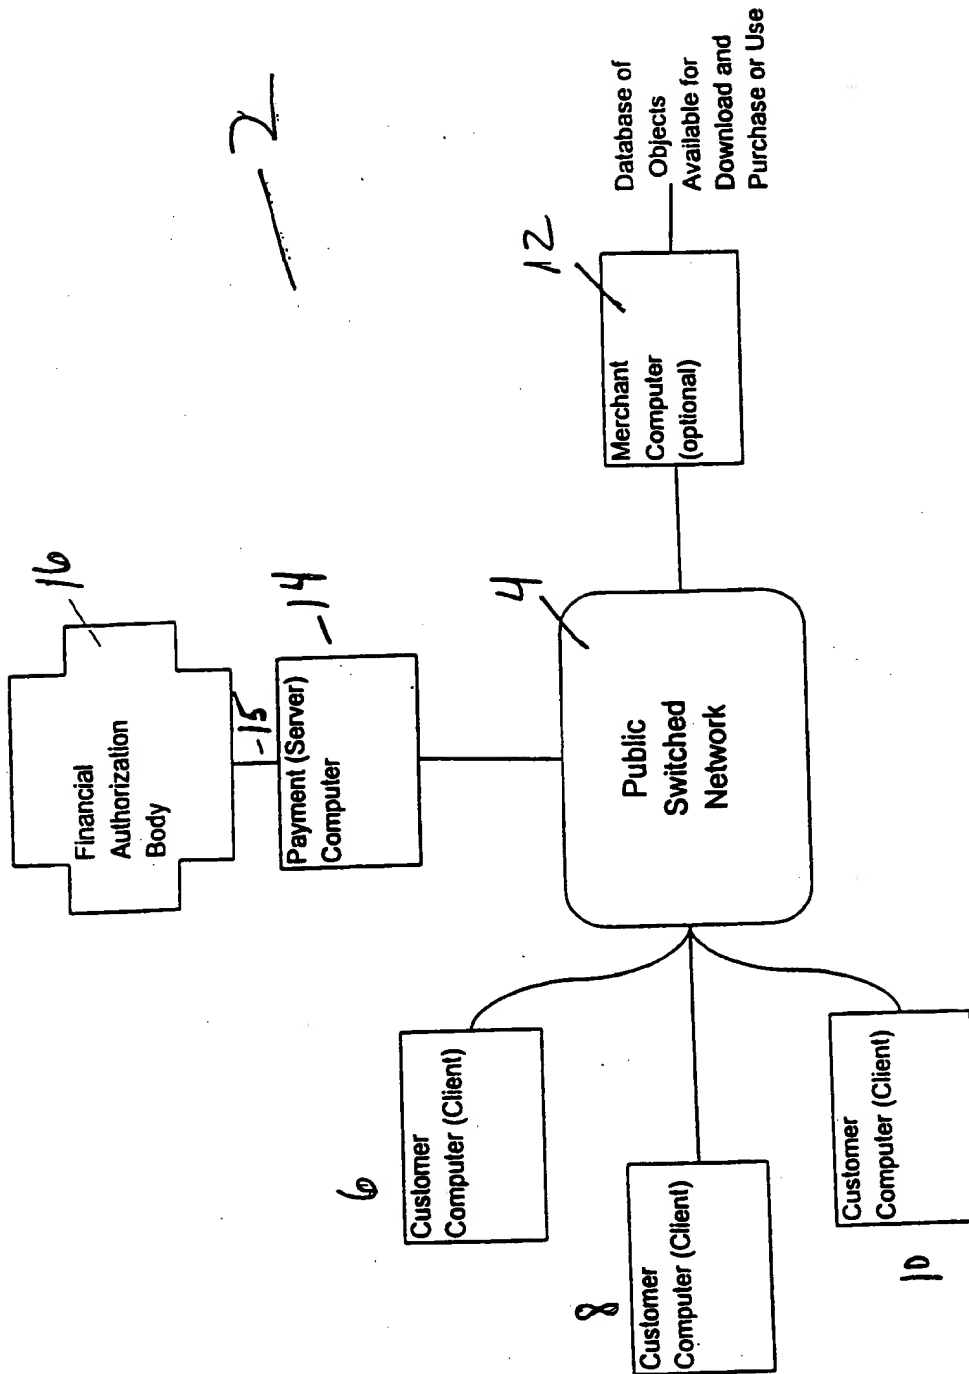 2
16
Financial
Authorization
Body
15
14
Payment (Server)
Computer
6
Customer
Computer (Client)
8
Customer
Computer (Client)
10
Customer
Computer (Client)
4
Public
Switched
Network
12
Merchant
Computer
(optional)
Database of
Objects
Available for
Download and
Purchase or Use